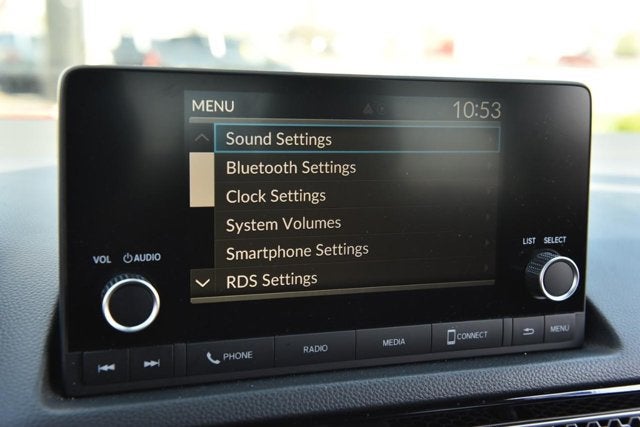 MENU 10:53
Sound Settings
Bluetooth Settings
Clock Settings
System Volumes
Smartphone Settings
RDS Settings
VOL AUDIO
LIST SELECT
PHONE RADIO MEDIA CONNECT MENU